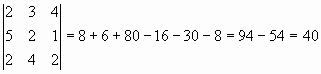 |2 3 4|
|5 2 1| = 8 + 6 + 80 − 16 − 30 − 8 = 94 − 54 = 40
|2 4 2|